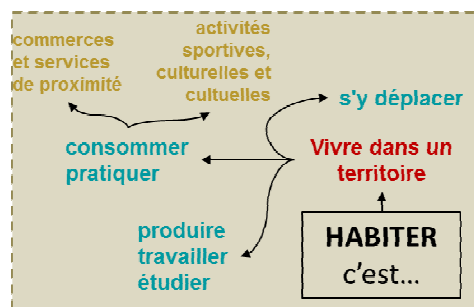 commerces
et services
de proximité
activités
sportives,
culturelles et
cultuelles
s'y déplacer
consommer
pratiquer
Vivre dans un
territoire
produire
travailler
étudier
HABITER
c'est...